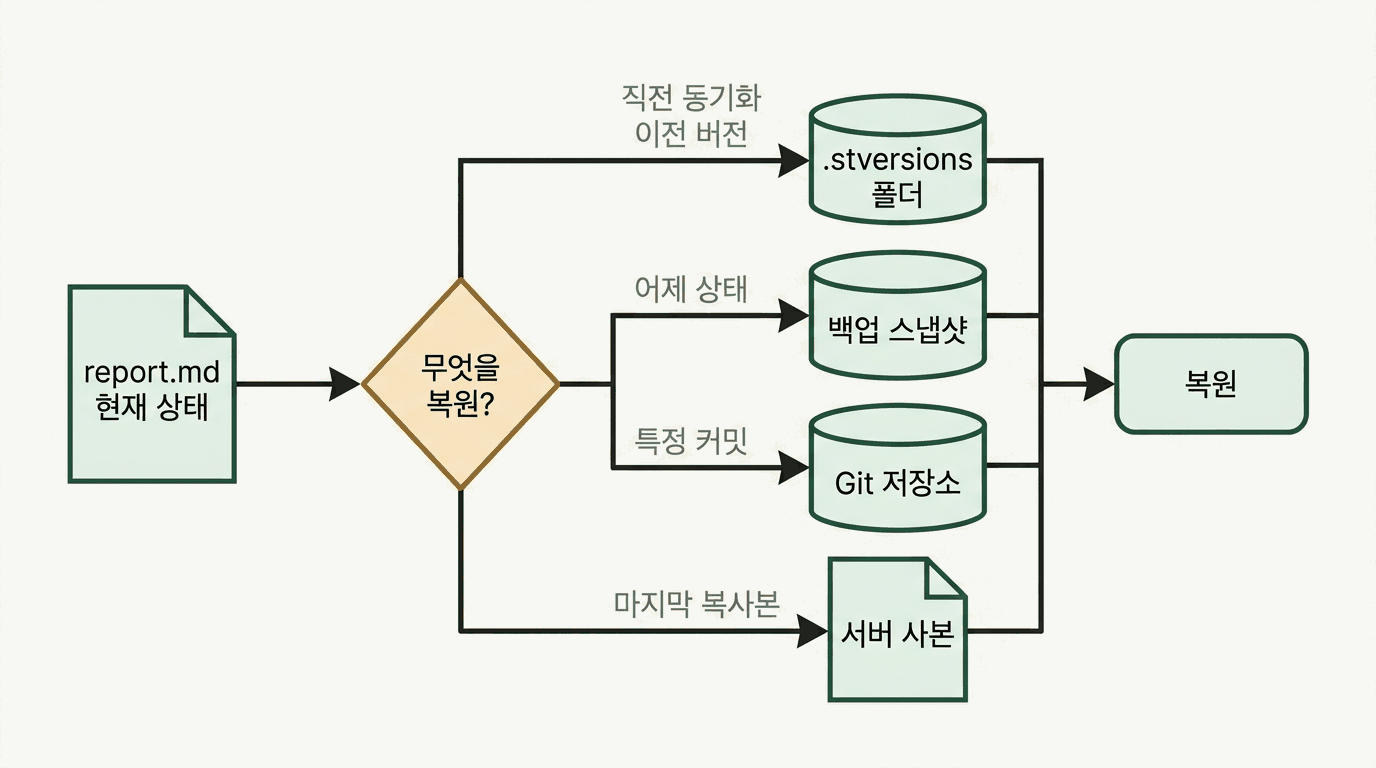 직전 동기화
이전 버전
.stversions
폴더
어제 상태
백업 스냅샷
report.md
현재 상태
무엇을
복원?
복원
특정 커밋
Git 저장소
마지막 복사본
서버 사본